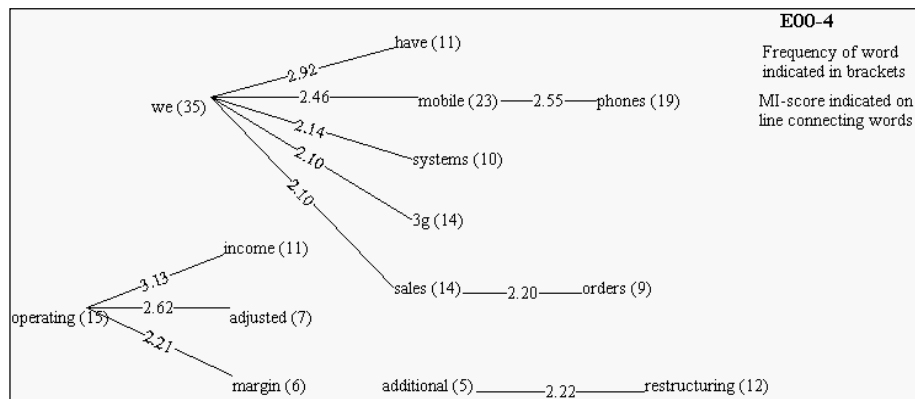 E00-4
Frequency of word
indicated in brackets
MI-score indicated on
line connecting words
have (11)
2.92
we (35)
2.46
mobile (23)
2.55
phones (19)
2.14
systems (10)
2.10
3g (14)
2.10
sales (14)
2.20
orders (9)
income (11)
3.13
operating (15)
2.62
adjusted (7)
2.21
margin (6)
additional (5)
2.22
restructuring (12)